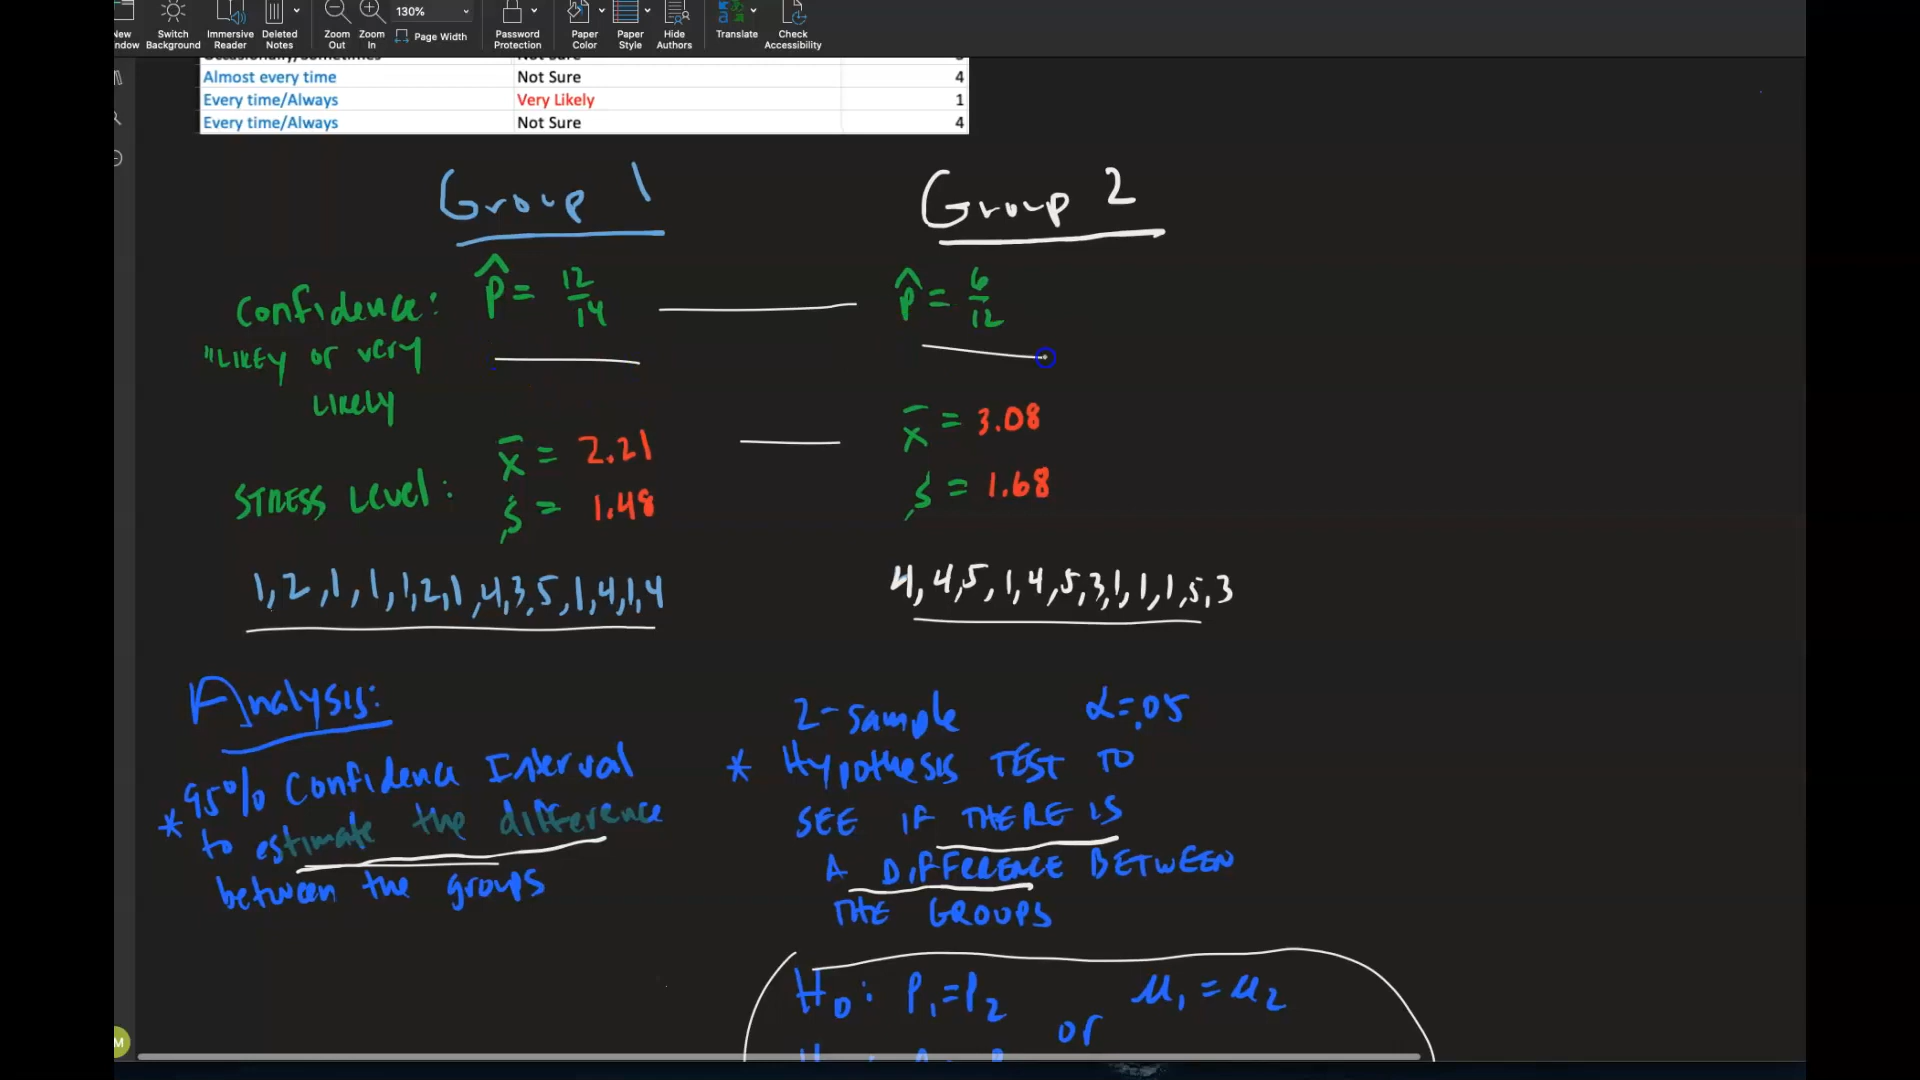 New
Window
Switch
Background
Immersive
Reader
Deleted
Notes
Zoom
Out
Zoom
In
130%
Page Width
Password
Protection
Paper
Color
Paper
Style
Hide
Authors
Translate
Check
Accessibility
Occasionally/Sometimes Not Sure
Almost every time Not Sure 4
Every time/Always Very Likely 1
Every time/Always Not Sure 4
Group 1
Group 2
Confidence: p̂ = 12/14
p̂ = 6/12
"Likey or very
Likely
x̄ = 2.21
x̄ = 3.08
STRESS Level:
s = 1.48
s = 1.68
1,2,1,1,1,2,1,4,3,5,1,4,1,4
4,4,5,1,4,5,3,1,1,1,5,3
Analysis:
* 95% Confidence Interval
to estimate the difference
between the groups
2-sample α=.05
* Hypothesis TEST TO
SEE IF THERE IS
A DIFFERENCE BETWEEN
THE GROUPS
H₀: P₁=P₂ or μ₁=μ₂
M